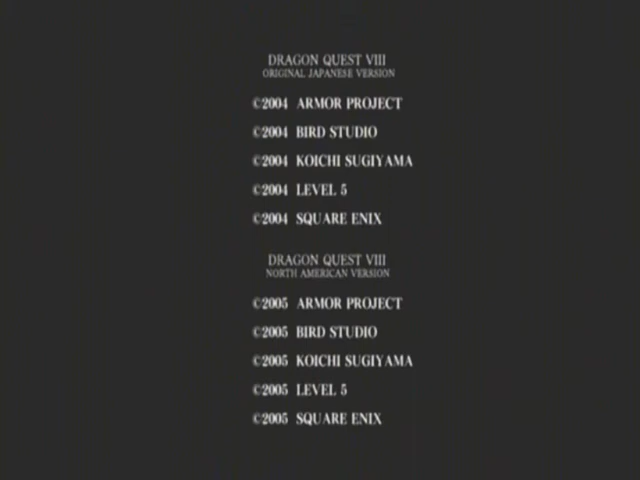 DRAGON QUEST VIII
ORIGINAL JAPANESE VERSION
©2004 ARMOR PROJECT
©2004 BIRD STUDIO
©2004 KOICHI SUGIYAMA
©2004 LEVEL 5
©2004 SQUARE ENIX
DRAGON QUEST VIII
NORTH AMERICAN VERSION
©2005 ARMOR PROJECT
©2005 BIRD STUDIO
©2005 KOICHI SUGIYAMA
©2005 LEVEL 5
©2005 SQUARE ENIX